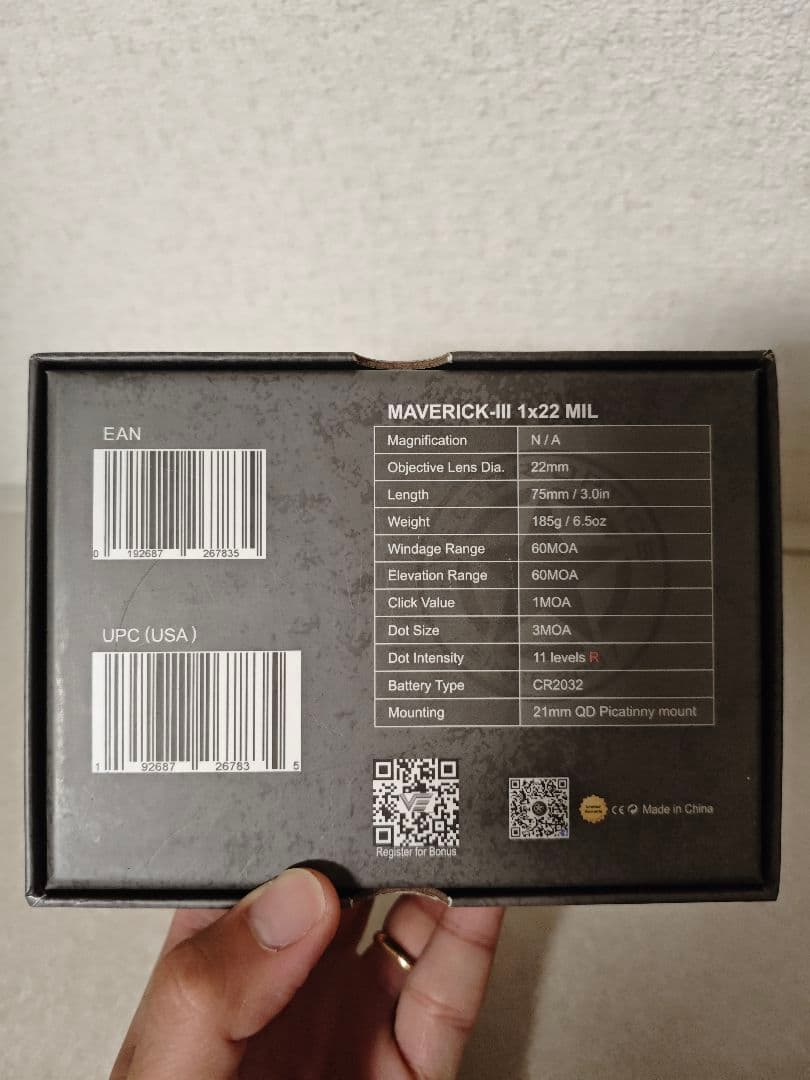 EAN
0 192687 267835
UPC (USA)
1 92687 26783 5
MAVERICK-III 1x22 MIL
Magnification N/A
Objective Lens Dia. 22mm
Length 75mm / 3.0in
Weight 185g / 6.5oz
Windage Range 60MOA
Elevation Range 60MOA
Click Value 1MOA
Dot Size 3MOA
Dot Intensity 11 levels R
Battery Type CR2032
Mounting 21mm QD Picatinny mount
Register for Bonus
CE Made in China